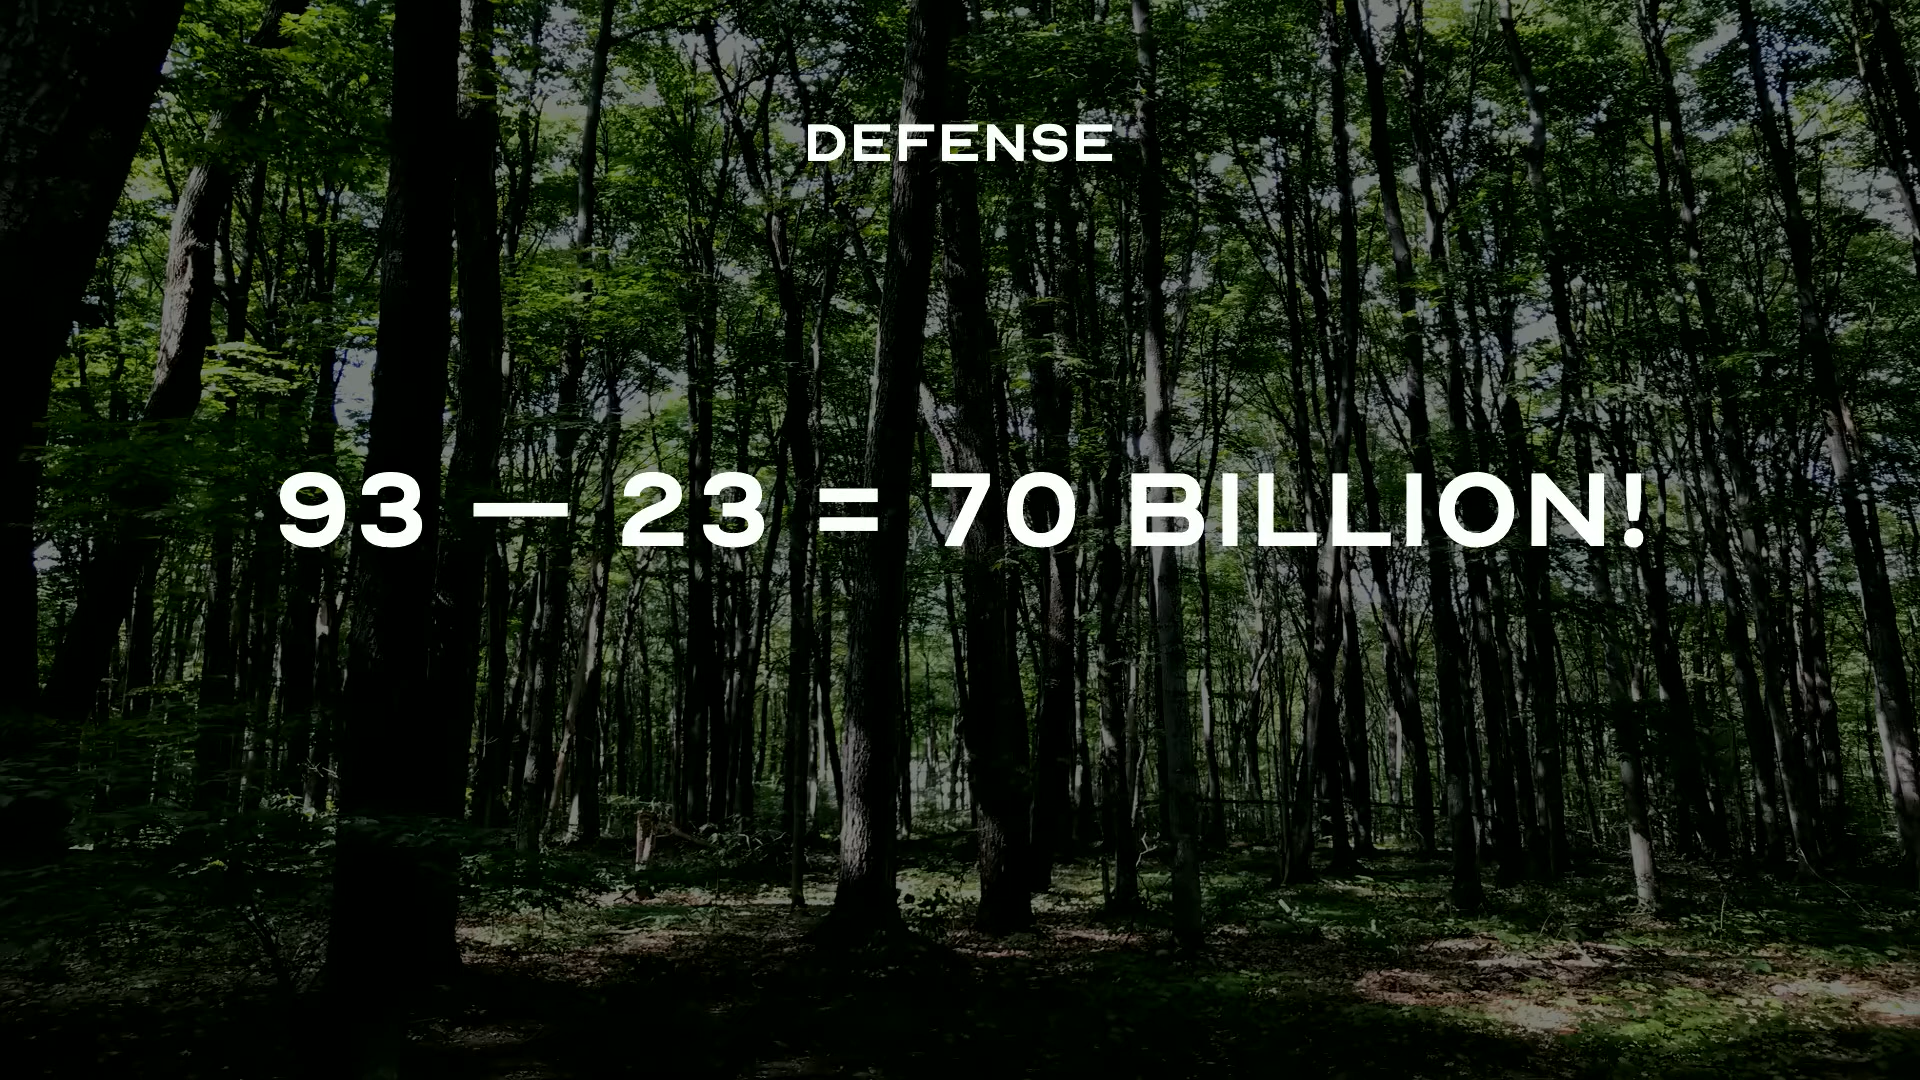 DEFENSE
93 — 23 = 70 BILLION!